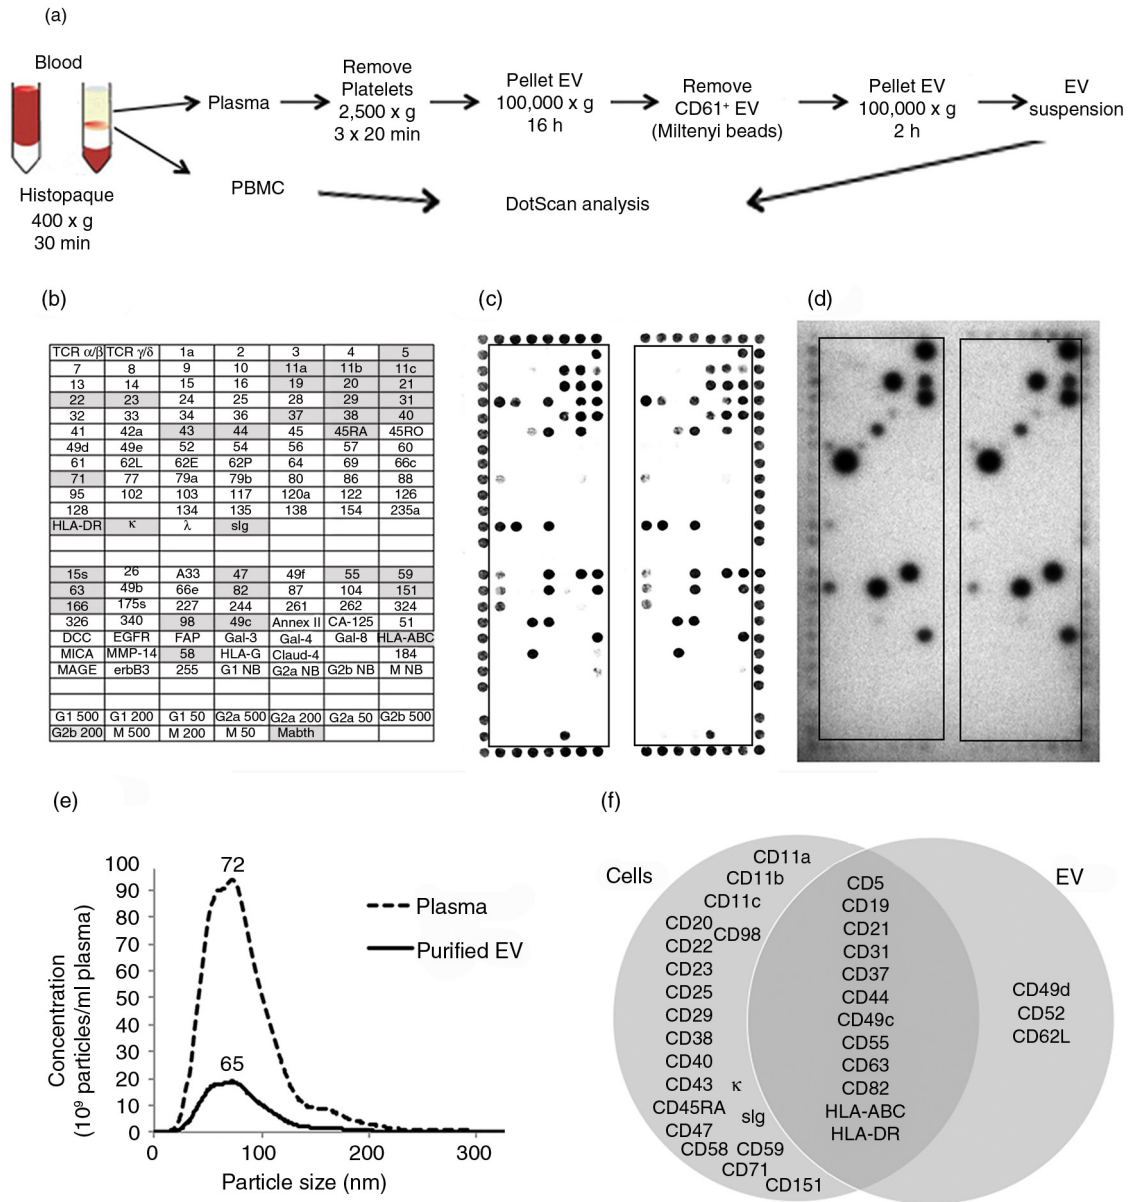 (a)
Blood
Histopaque
400 x g
30 min
Plasma
Remove
Platelets
2,500 x g
3 x 20 min
Pellet EV
100,000 x g
16 h
Remove
CD61⁺ EV
(Miltenyi beads)
Pellet EV
100,000 x g
2 h
EV
suspension
PBMC
DotScan analysis
(b)
TCR α/β TCR γ/δ 1a 2 3 4 5
7 8 9 10 11a 11b 11c
13 14 15 16 19 20 21
22 23 24 25 28 29 31
32 33 34 36 37 38 40
41 42a 43 44 45 45RA 45RO
49d 49e 52 54 56 57 60
61 62L 62E 62P 64 69 66c
71 77 79a 79b 80 86 88
95 102 103 117 120a 122 126
128 134 135 138 154 235a
HLA-DR κ λ sIg
15s 26 A33 47 49f 55 59
63 49b 66e 82 87 104 151
166 175s 227 244 261 262 324
326 340 98 49c Annex II CA-125 51
DCC EGFR FAP Gal-3 Gal-4 Gal-8 HLA-ABC
MICA MMP-14 58 HLA-G Claud-4 184
MAGE erbB3 255 G1 NB G2a NB G2b NB M NB
G1 500 G1 200 G1 50 G2a 500 G2a 200 G2a 50 G2b 500
G2b 200 M 500 M 200 M 50 Mabth
(c)
(d)
(e)
Concentration
(10⁹ particles/ml plasma)
100
90
80
70
60
50
40
30
20
10
0
72
65
Plasma
Purified EV
0 100 200 300
Particle size (nm)
(f)
Cells
EV
CD11a
CD11b
CD11c
CD20
CD98
CD22
CD23
CD25
CD29
CD38
CD40
CD43 κ
CD45RA
sIg
CD47
CD58 CD59
CD71
CD151
CD5
CD19
CD21
CD31
CD37
CD44
CD49c
CD55
CD63
CD82
HLA-ABC
HLA-DR
CD49d
CD52
CD62L